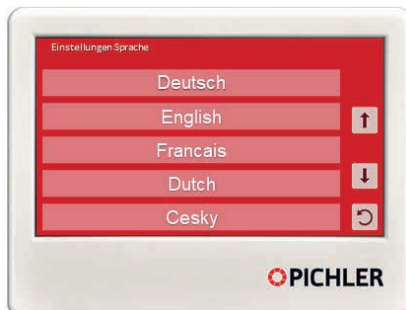 Einstellungen Sprache
Deutsch
English
Francais
Dutch
Cesky
PICHLER